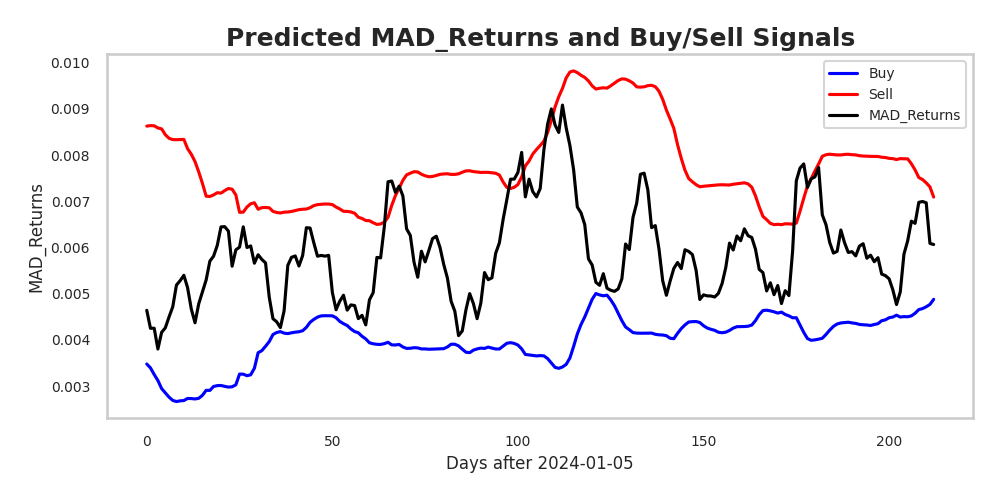 Predicted MAD_Returns and Buy/Sell Signals
MAD_Returns
0.010
0.009
0.008
0.007
0.006
0.005
0.004
0.003
Buy
Sell
MAD_Returns
0 50 100 150 200
Days after 2024-01-05